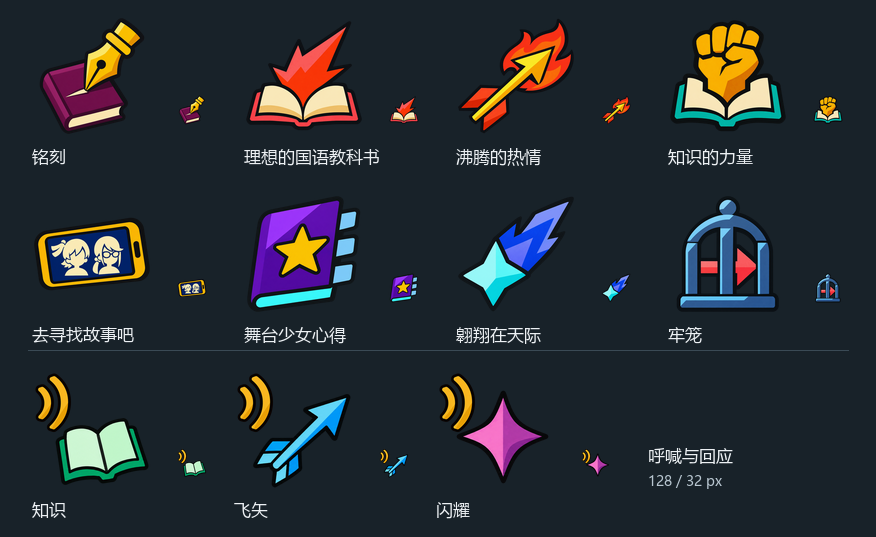 铭刻
理想的国语教科书
沸腾的热情
知识的力量
去寻找故事吧
舞台少女心得
翱翔在天际
牢笼
知识
飞矢
闪耀
呼喊与回应
128 / 32 px